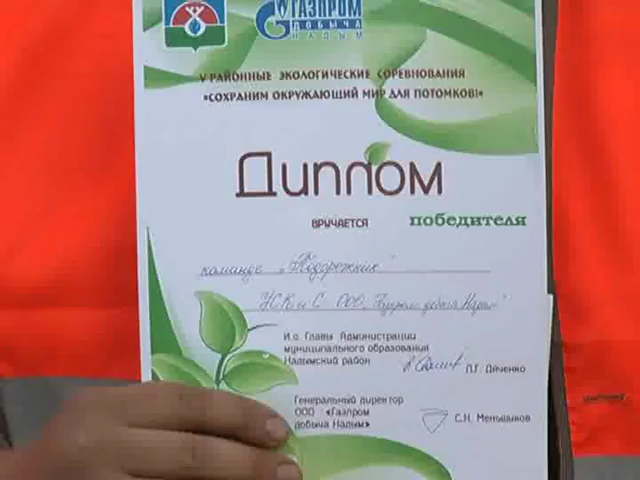 ГАЗПРОМ
ДОБЫЧА
НАДЫМ
V РАЙОННЫЕ ЭКОЛОГИЧЕСКИЕ СОРЕВНОВАНИЯ
«СОХРАНИМ ОКРУЖАЮЩИЙ МИР ДЛЯ ПОТОМКОВ!»
Диплом
ВРУЧАЕТСЯ победителя
команде „Подорожник"
УСК и С ООО „Газпром добыча Надым"
И.о. Главы Администрации
муниципального образования
Надымский район
П.Г. Дяченко
Генеральный директор
ООО «Газпром
добыча Надым»
С.Н. Меньшиков